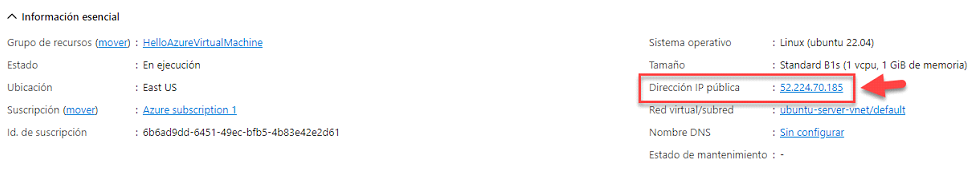 Información esencial
Grupo de recursos (mover) : HelloAzureVirtualMachine
Estado : En ejecución
Ubicación : East US
Suscripción (mover) : Azure subscription 1
Id. de suscripción : 6b6ad9dd-6451-49ec-bfb5-4b83e42e2d61
Sistema operativo : Linux (ubuntu 22.04)
Tamaño : Standard B1s (1 vcpu, 1 GiB de memoria)
Dirección IP pública : 52.224.70.185
Red virtual/subred : ubuntu-server-vnet/default
Nombre DNS : Sin configurar
Estado de mantenimiento : -